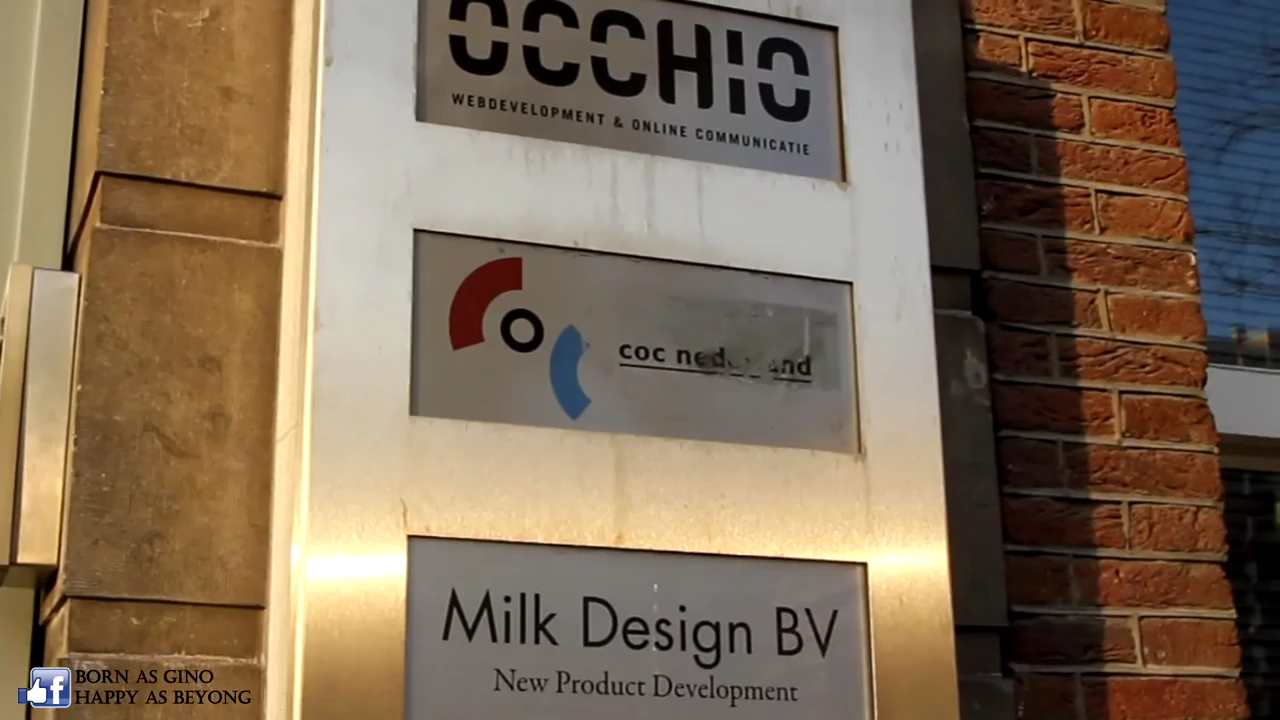 OCCHIO
WEBDEVELOPMENT & ONLINE COMMUNICATIE
coc
Milk Design BV
New Product Development
BORN AS GINO
HAPPY AS BEYONG